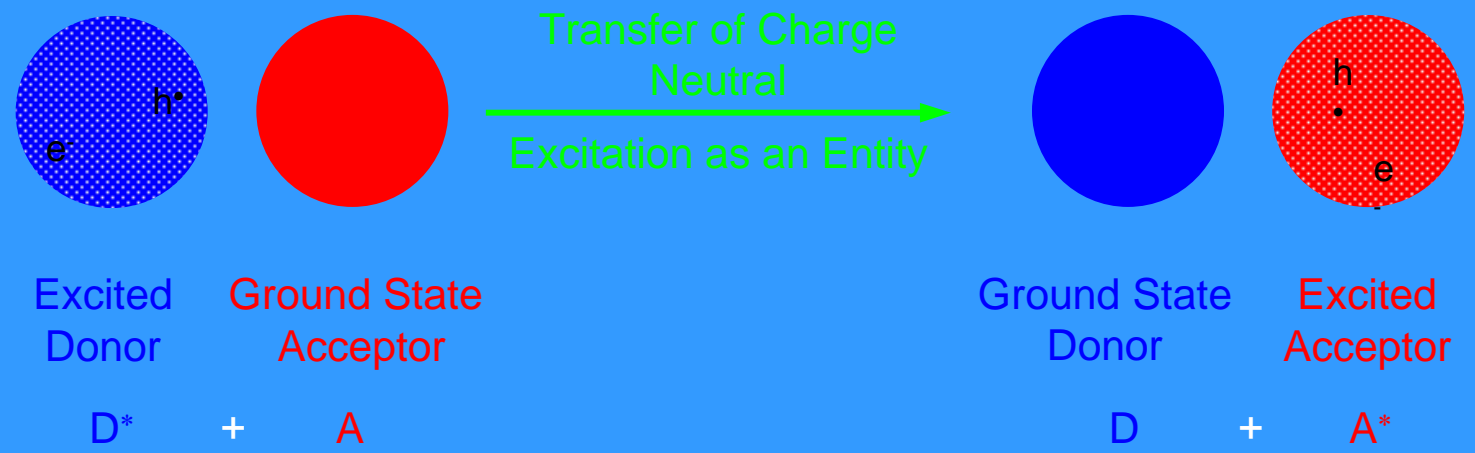 h•
e-
Transfer of Charge
Neutral
Excitation as an Entity
h
•
e
-
Excited
Donor
Ground State
Acceptor
Ground State
Donor
Excited
Acceptor
D* + A
D + A*